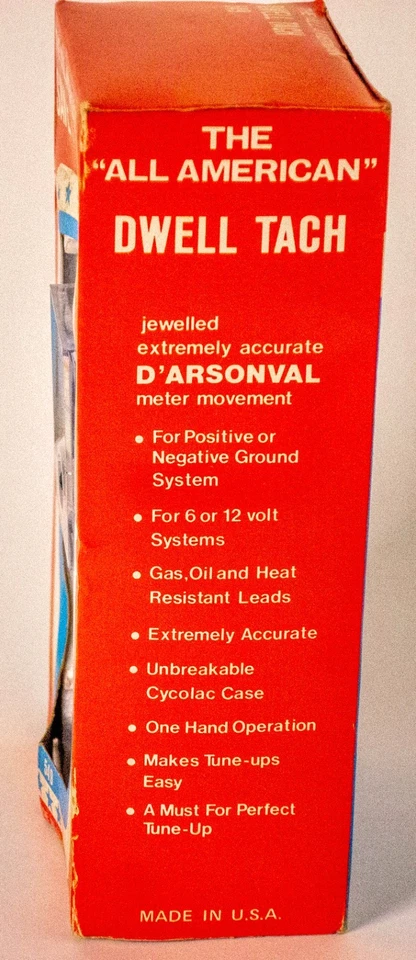 THE
“ALL AMERICAN”
DWELL TACH
jewelled
extremely accurate
D'ARSONVAL
meter movement
• For Positive or
Negative Ground
System
• For 6 or 12 volt
Systems
• Gas, Oil and Heat
Resistant Leads
• Extremely Accurate
• Unbreakable
Cycolac Case
• One Hand Operation
• Makes Tune-ups
Easy
• A Must For Perfect
Tune-Up
MADE IN U.S.A.